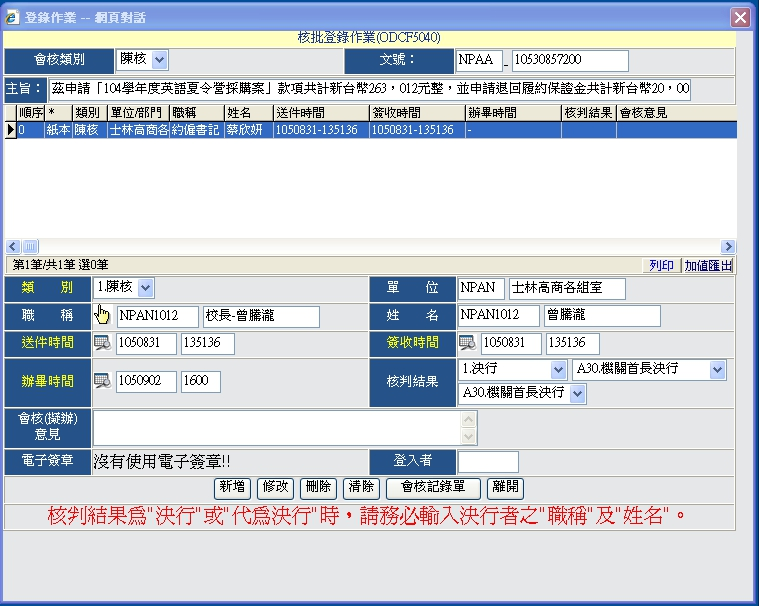 登錄作業 -- 網頁對話
核批登錄作業(ODCF5040)
會核類別 陳核 文號： NPAA - 10530857200
主旨： 茲申請「104學年度英語夏令營採購案」款項共計新台幣263，012元整，並申請退回履約保證金共計新台幣20，00
順序 * 類別 單位/部門 職稱 姓名 送件時間 簽收時間 辦畢時間 核判結果 會核意見
0 紙本 陳核 士林高商各 約僱書記 蔡欣妍 1050831-135136 1050831-135136 -
第1筆/共1筆 選0筆 列印 加值匯出
類 別 1.陳核 單 位 NPAN 士林高商各組室
職 稱 NPAN1012 校長-曾騰瀧 姓 名 NPAN1012 曾騰瀧
送件時間 1050831 135136 簽收時間 1050831 135136
辦畢時間 1050902 1600 核判結果 1.決行 A30.機關首長決行
A30.機關首長決行
會核(擬辦)
意見
電子簽章 沒有使用電子簽章!! 登入者
新增 修改 刪除 清除 會核記錄單 離開
核判結果為"決行"或"代為決行"時，請務必輸入決行者之"職稱"及"姓名"。